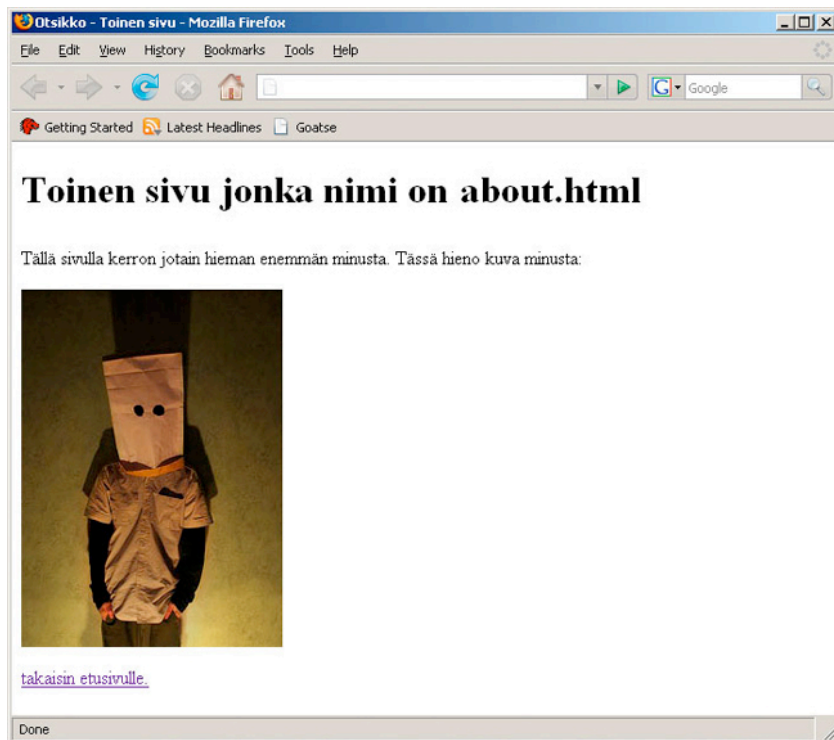 Otsikko - Toinen sivu - Mozilla Firefox
File Edit View History Bookmarks Tools Help
G Google
Getting Started Latest Headlines Goatse
Toinen sivu jonka nimi on about.html
Tällä sivulla kerron jotain hieman enemmän minusta. Tässä hieno kuva minusta:
takaisin etusivulle.
Done